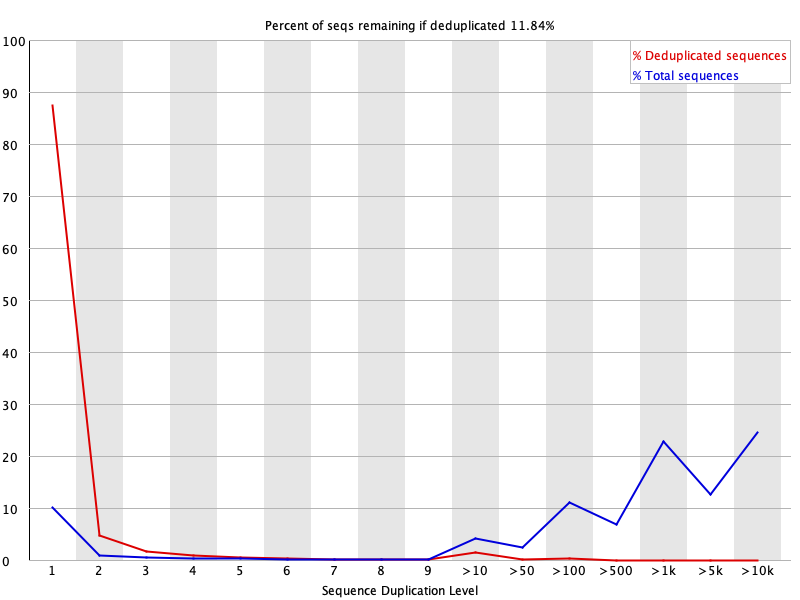 Percent of seqs remaining if deduplicated 11.84%
% Deduplicated sequences
% Total sequences
100
90
80
70
60
50
40
30
20
10
0
1 2 3 4 5 6 7 8 9 >10 >50 >100 >500 >1k >5k >10k
Sequence Duplication Level